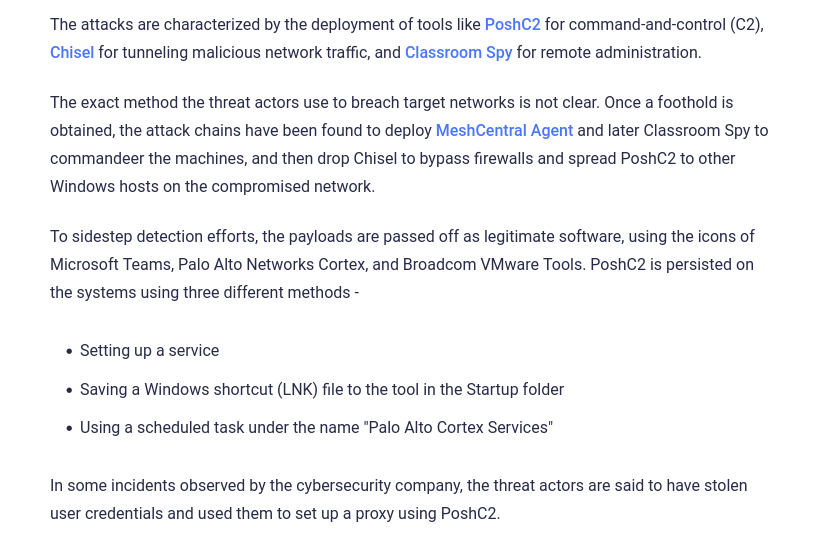 The attacks are characterized by the deployment of tools like PoshC2 for command-and-control (C2),
Chisel for tunneling malicious network traffic, and Classroom Spy for remote administration.
The exact method the threat actors use to breach target networks is not clear. Once a foothold is
obtained, the attack chains have been found to deploy MeshCentral Agent and later Classroom Spy to
commandeer the machines, and then drop Chisel to bypass firewalls and spread PoshC2 to other
Windows hosts on the compromised network.
To sidestep detection efforts, the payloads are passed off as legitimate software, using the icons of
Microsoft Teams, Palo Alto Networks Cortex, and Broadcom VMware Tools. PoshC2 is persisted on
the systems using three different methods -
• Setting up a service
• Saving a Windows shortcut (LNK) file to the tool in the Startup folder
• Using a scheduled task under the name "Palo Alto Cortex Services"
In some incidents observed by the cybersecurity company, the threat actors are said to have stolen
user credentials and used them to set up a proxy using PoshC2.